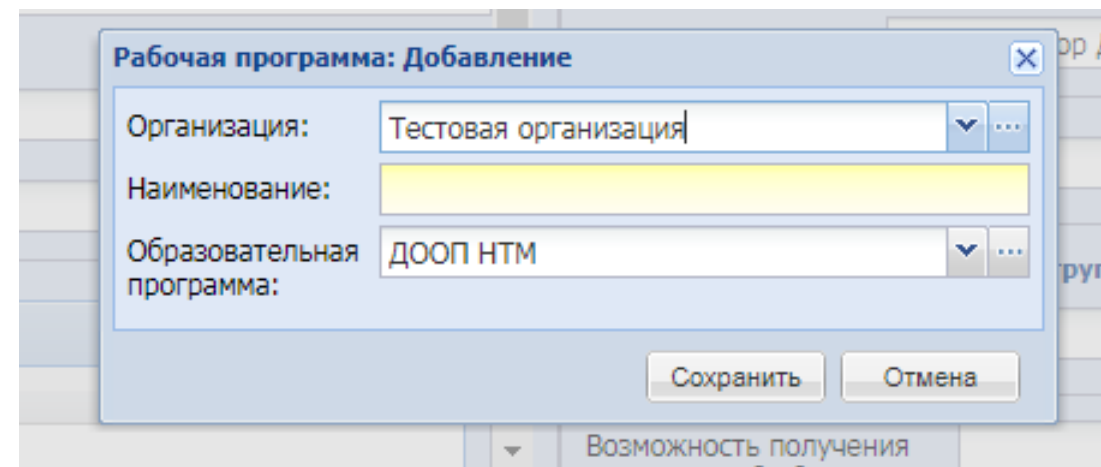 Рабочая программа: Добавление
Организация: Тестовая организация
Наименование:
Образовательная ДООП НТМ
программа:
Сохранить Отмена
Возможность получения